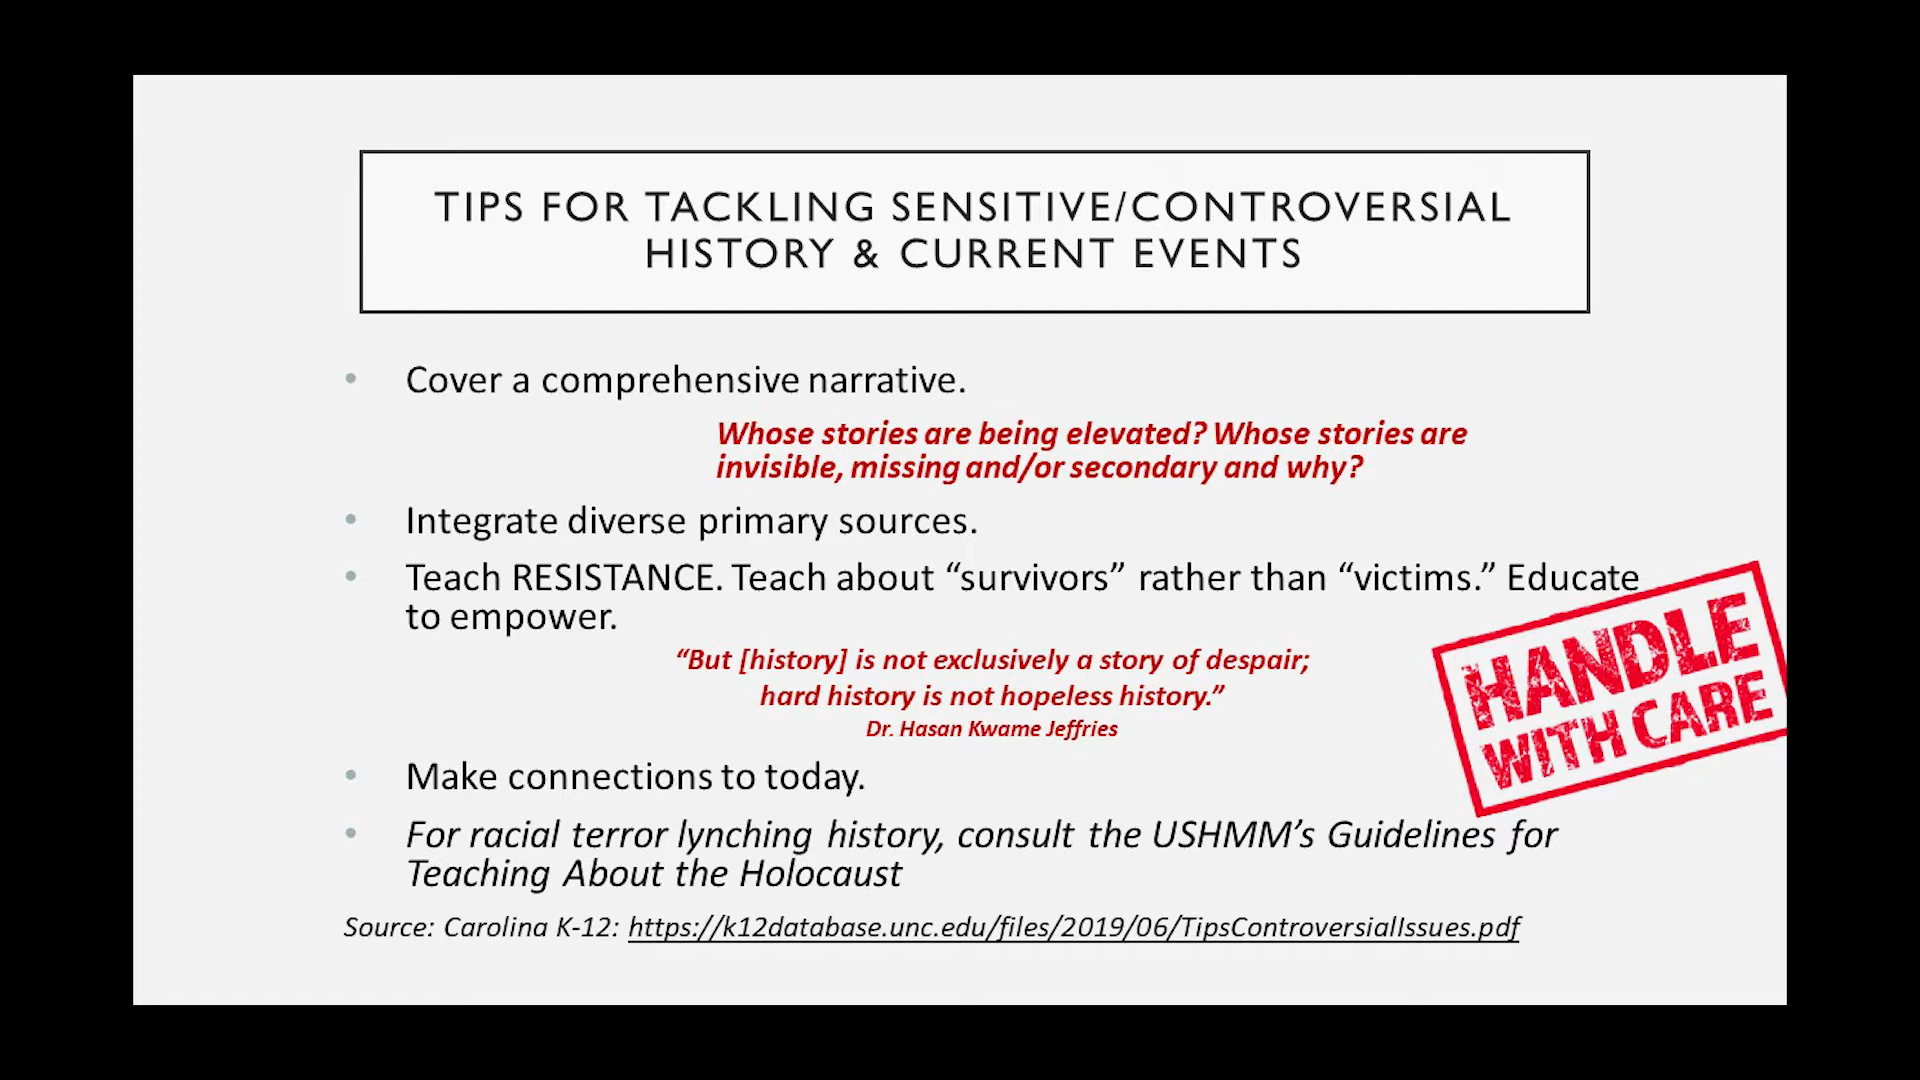 TIPS FOR TACKLING SENSITIVE/CONTROVERSIAL
HISTORY & CURRENT EVENTS
• Cover a comprehensive narrative.
Whose stories are being elevated? Whose stories are
invisible, missing and/or secondary and why?
• Integrate diverse primary sources.
• Teach RESISTANCE. Teach about “survivors” rather than “victims.” Educate
to empower.
“But [history] is not exclusively a story of despair;
hard history is not hopeless history.”
Dr. Hasan Kwame Jeffries
HANDLE
WITH CARE
• Make connections to today.
• For racial terror lynching history, consult the USHMM’s Guidelines for
Teaching About the Holocaust
Source: Carolina K-12: https://k12database.unc.edu/files/2019/06/TipsControversialIssues.pdf